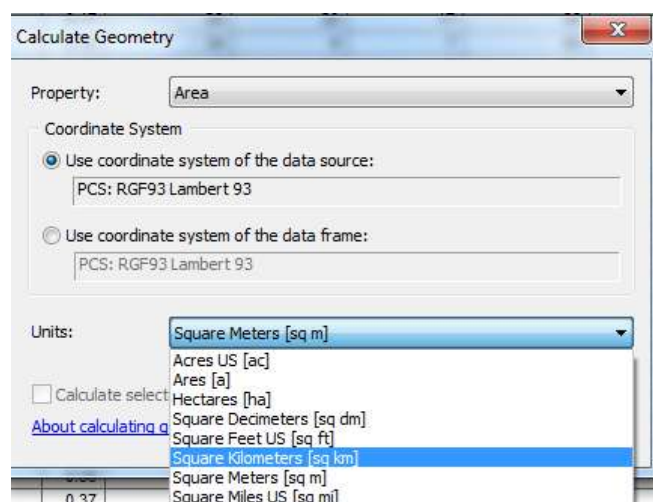 Calculate Geometry
Property: Area
Coordinate System
Use coordinate system of the data source:
PCS: RGF93 Lambert 93
Use coordinate system of the data frame:
PCS: RGF93 Lambert 93
Units: Square Meters [sq m]
Acres US [ac]
Ares [a]
Calculate select
Hectares [ha]
Square Decimeters [sq dm]
About calculating g
Square Feet US [sq ft]
Square Kilometers [sq km]
Square Meters [sq m]
0.37
Square Miles US [sq mi]